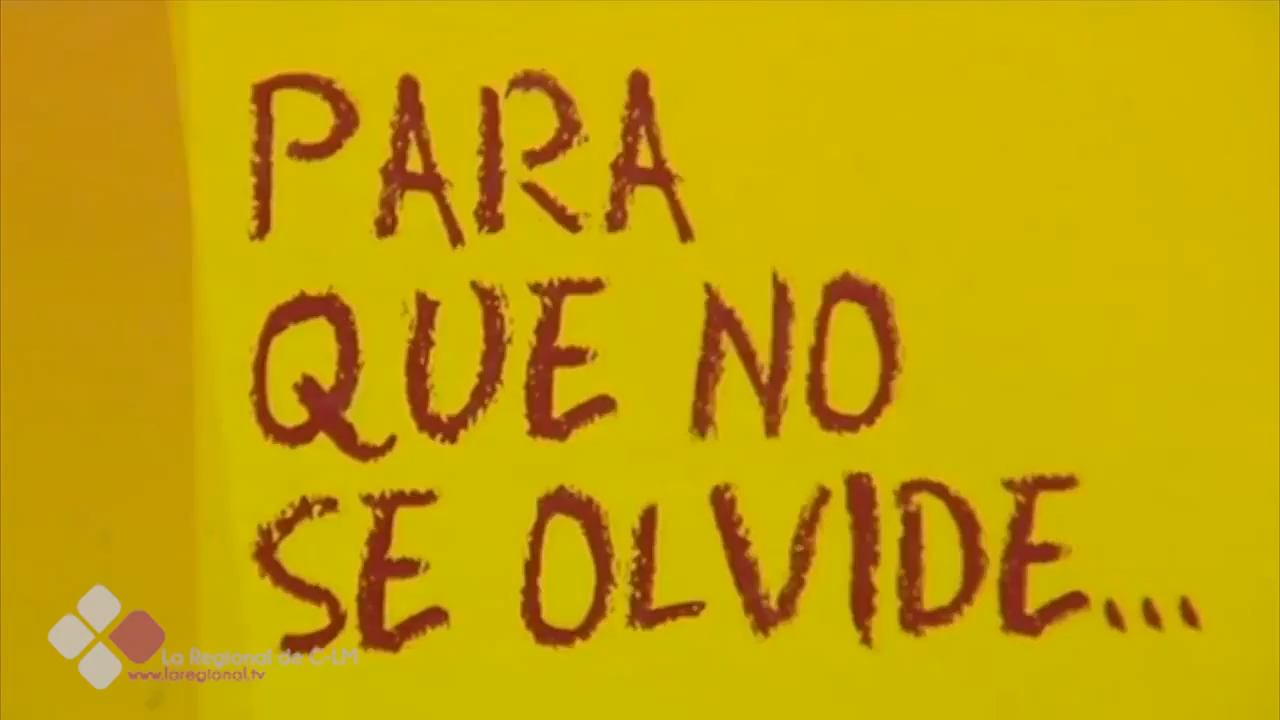 PARA
QUE NO
SE OLVIDE...
La Regional de C-LM
www.laregional.tv